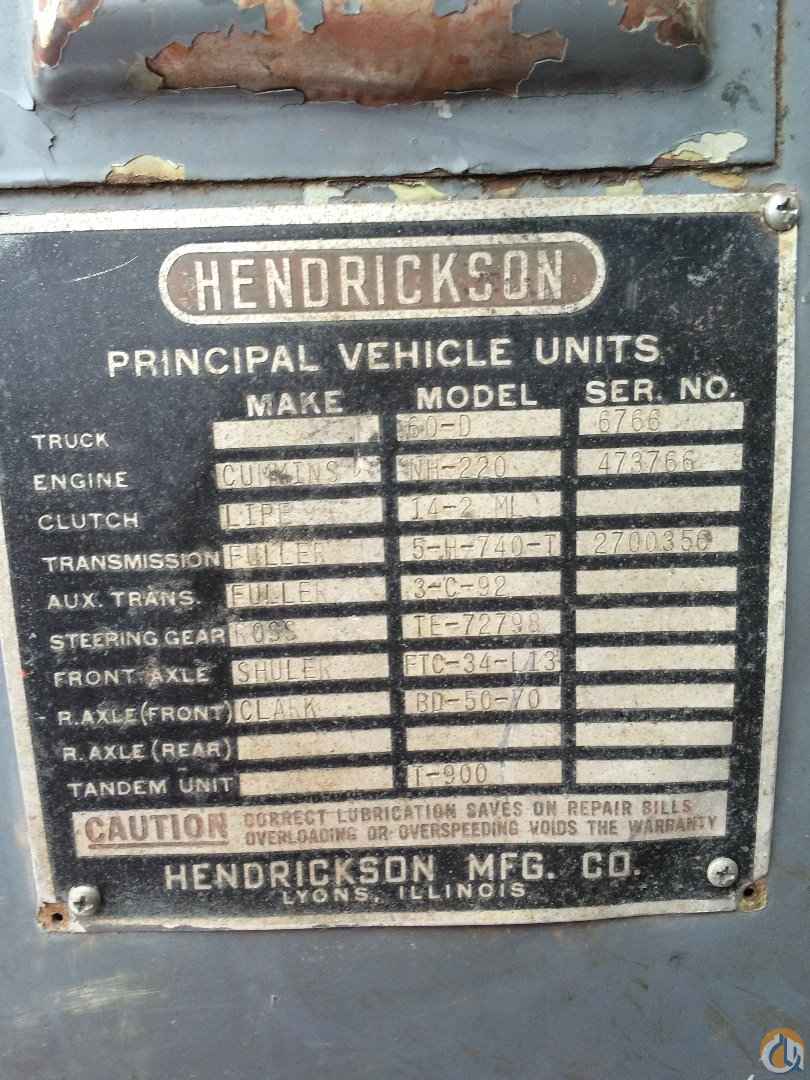 HENDRICKSON
PRINCIPAL VEHICLE UNITS
MAKE MODEL SER. NO.
TRUCK 60-D 6766
ENGINE CUMMINS NH-220 473766
CLUTCH LIPE 14-2 ML
TRANSMISSION FULLER 5-H-740-T 2700350
AUX. TRANS. FULLER 3-C-92
STEERING GEAR ROSS TE-72798
FRONT AXLE SHULER FTC-34-L13
R. AXLE (FRONT) CLARK BD-50-70
R. AXLE (REAR)
TANDEM UNIT T-900
CAUTION CORRECT LUBRICATION SAVES ON REPAIR BILLS
OVERLOADING OR OVERSPEEDING VOIDS THE WARRANTY
HENDRICKSON MFG. CO.
LYONS, ILLINOIS